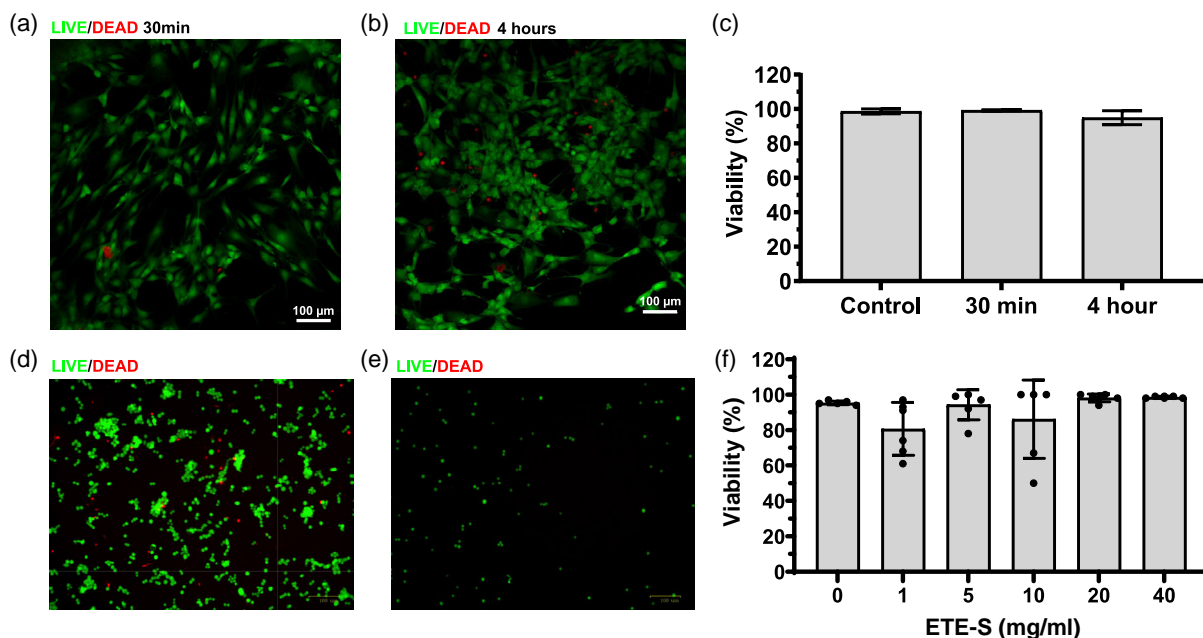 (a) LIVE/DEAD 30min
100 µm
(b) LIVE/DEAD 4 hours
100 µm
(c)
120
100
80
60
40
20
0
Viability (%)
Control 30 min 4 hour
(d) LIVE/DEAD
100 um
(e) LIVE/DEAD
(f)
120
100
80
60
40
20
0
Viability (%)
0 1 5 10 20 40
ETE-S (mg/ml)